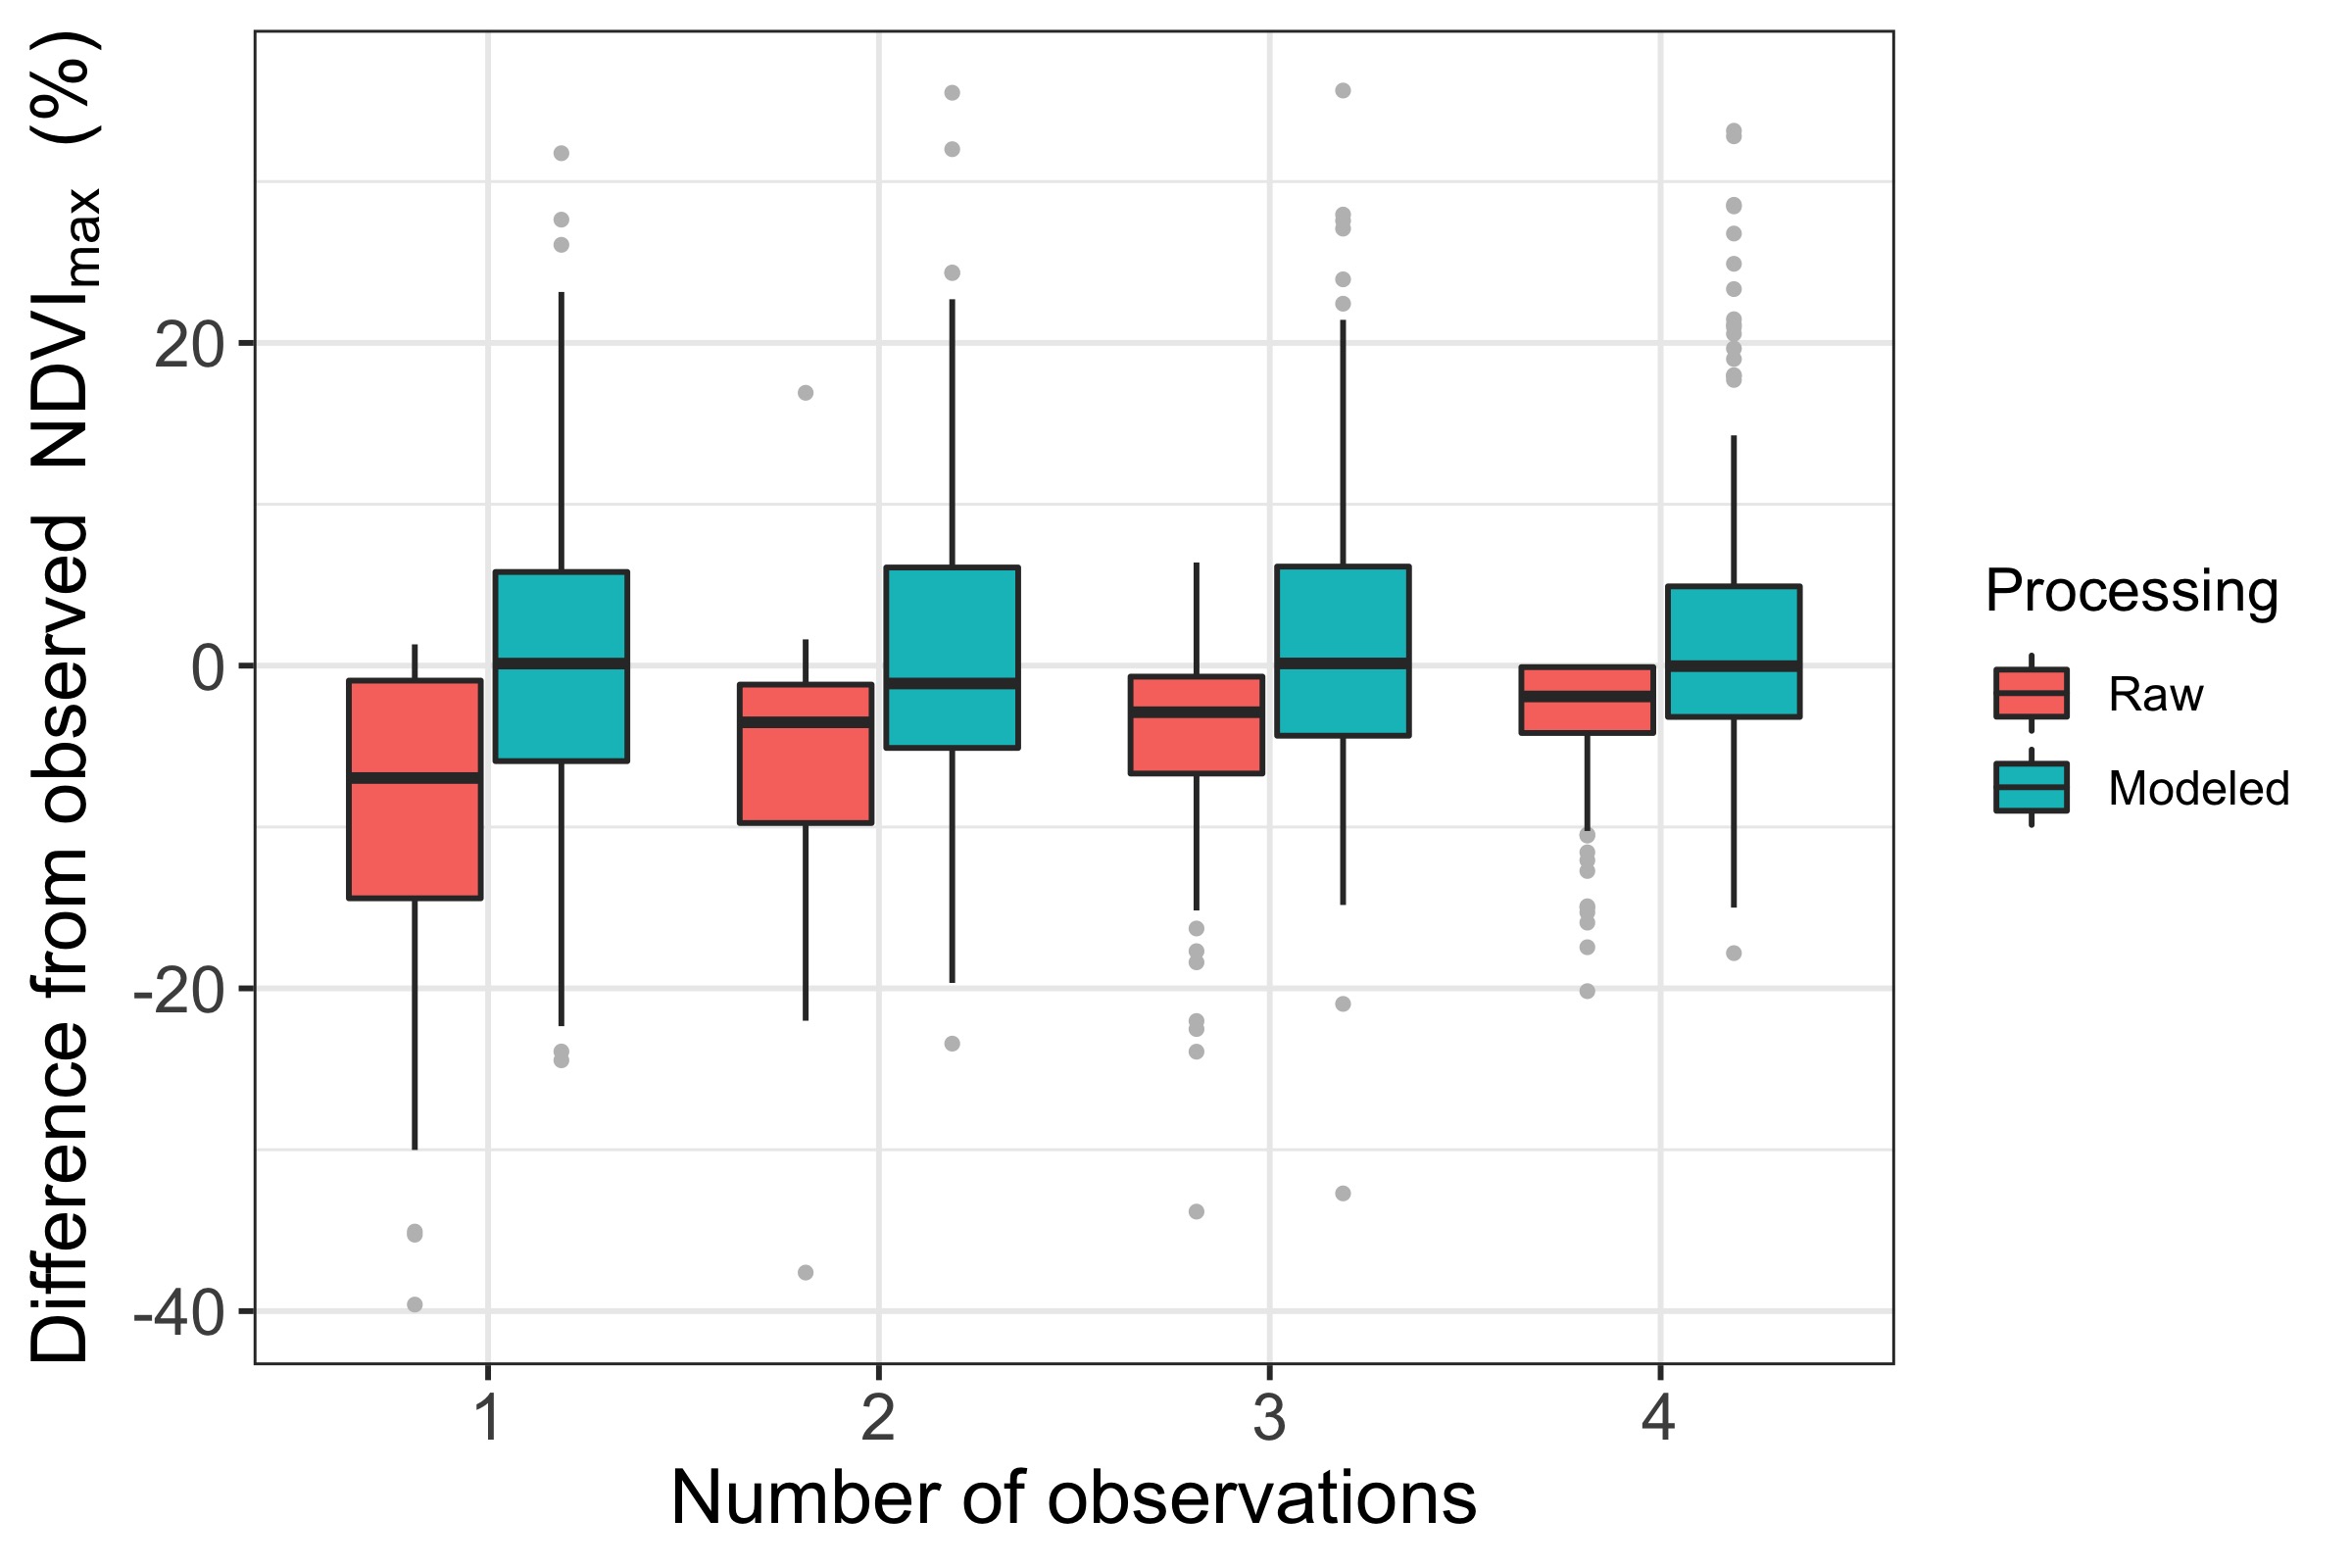 Difference from observed NDVImax (%)
20
0
-20
-40
1
2
3
4
Number of observations
Processing
Raw
Modeled